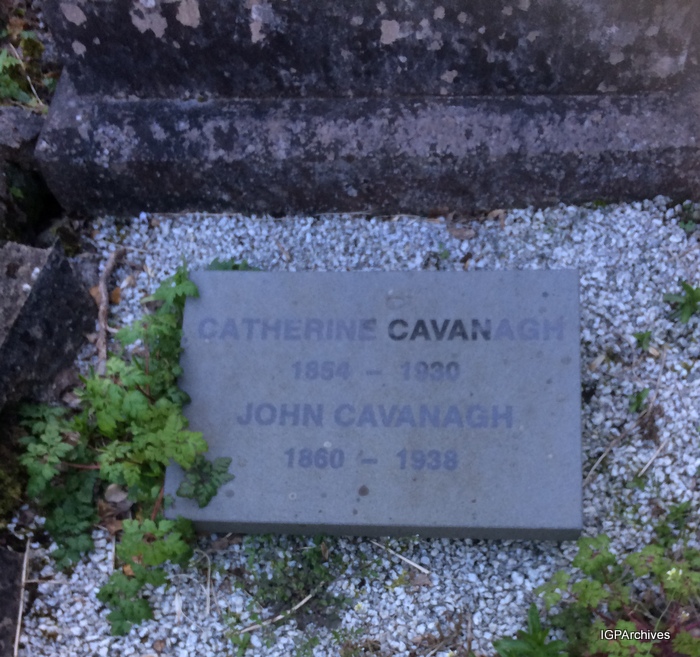 CATHERINE CAVANAGH
1854 – 1930
JOHN CAVANAGH
1860 – 1938
IGPArchives